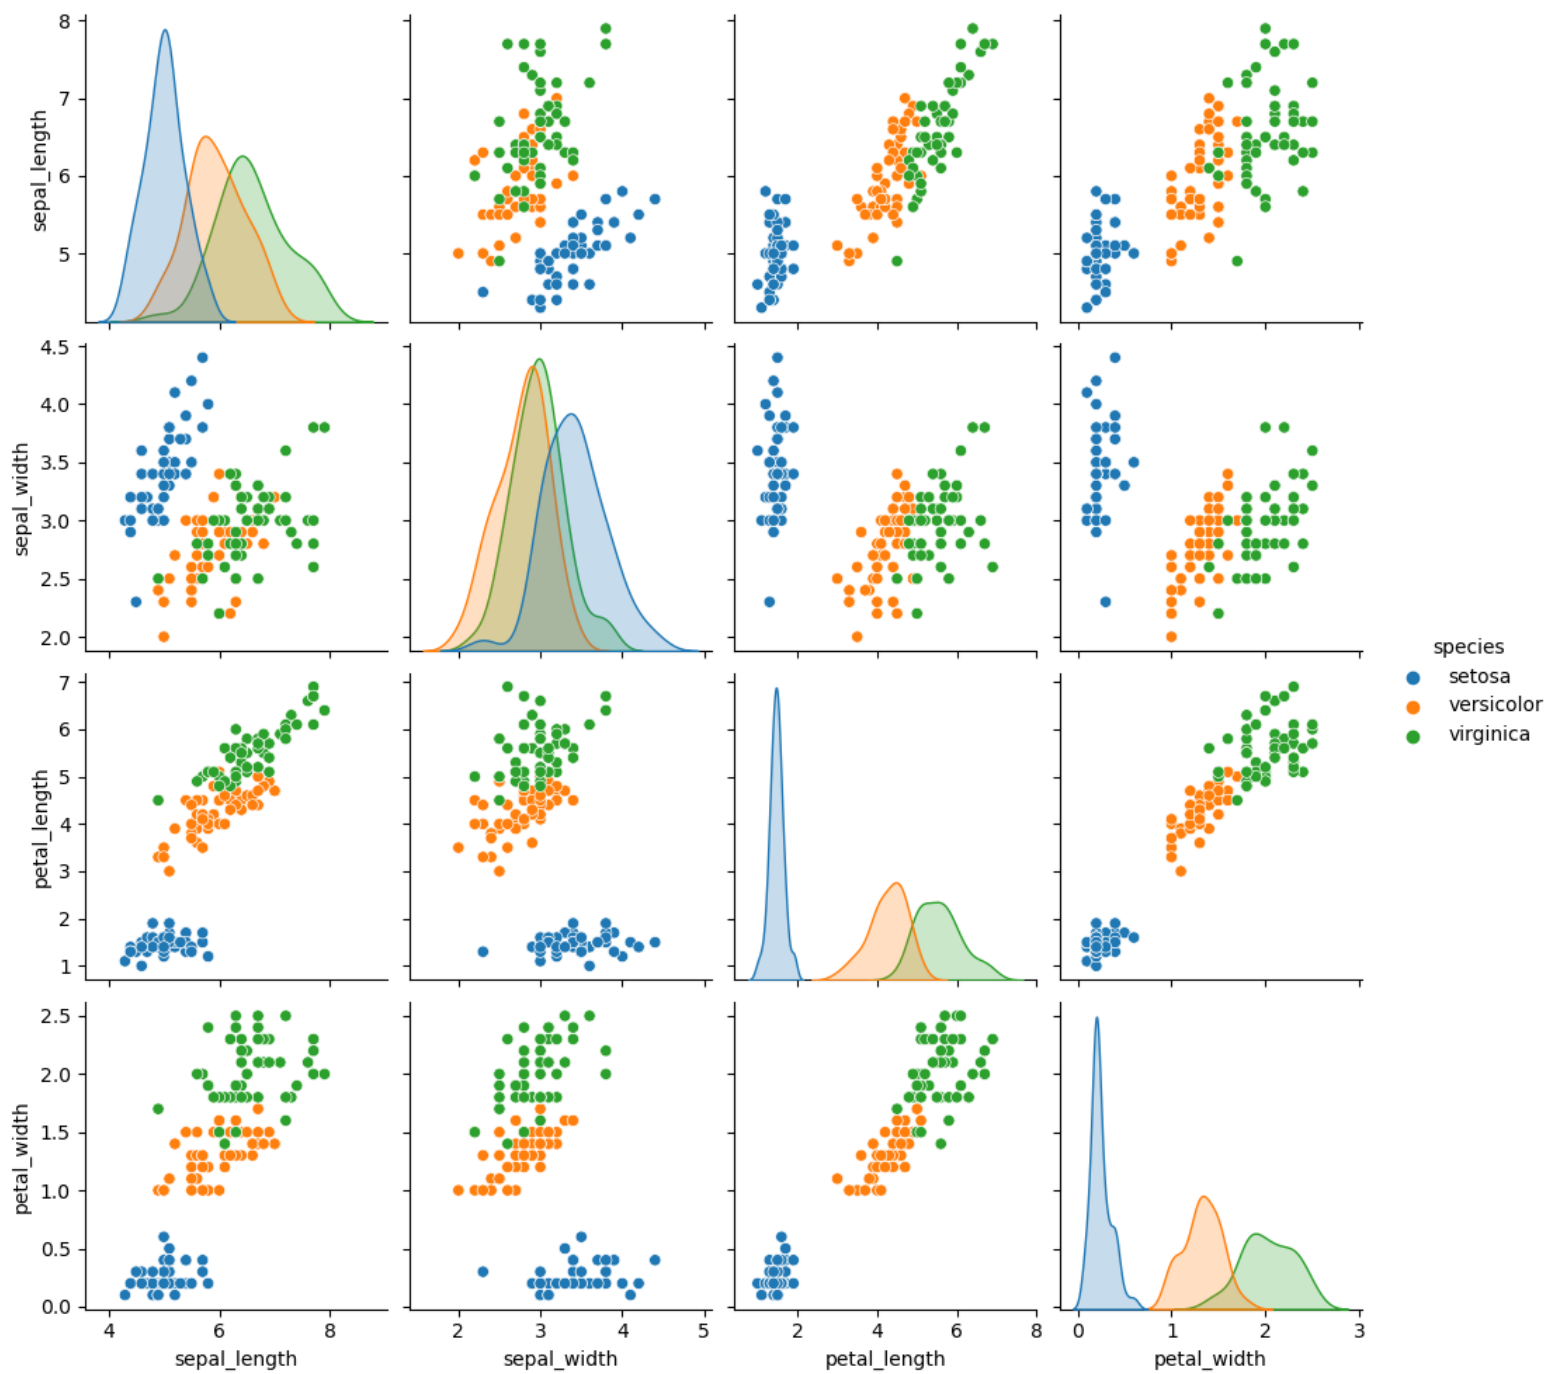 8
7
6
5
sepal_length
4.5
4.0
3.5
3.0
2.5
2.0
sepal_width
species
setosa
versicolor
virginica
7
6
5
4
3
2
1
petal_length
2.5
2.0
1.5
1.0
0.5
0.0
petal_width
4 6 8 2 3 4 5 2 4 6 8 0 1 2 3
sepal_length sepal_width petal_length petal_width